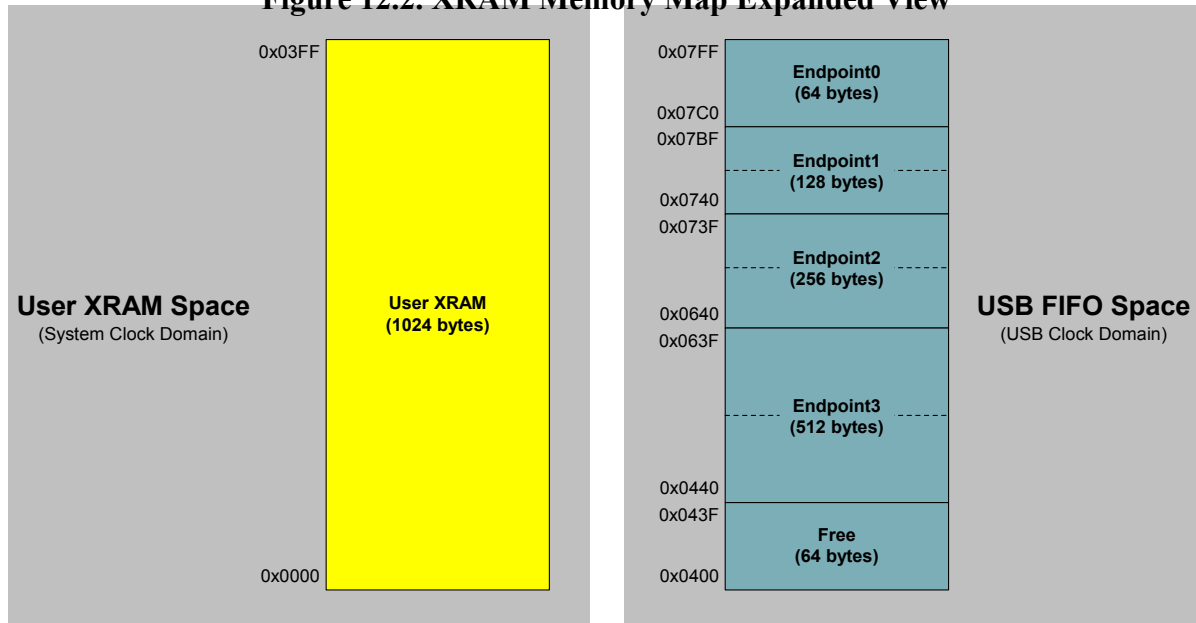 Figure 12.2. XRAM Memory Map Expanded View
0x03FF
User XRAM Space
(System Clock Domain)
User XRAM
(1024 bytes)
0x0000
0x07FF
Endpoint0
(64 bytes)
0x07C0
0x07BF
Endpoint1
(128 bytes)
0x0740
0x073F
Endpoint2
(256 bytes)
0x0640
0x063F
Endpoint3
(512 bytes)
0x0440
0x043F
Free
(64 bytes)
0x0400
USB FIFO Space
(USB Clock Domain)